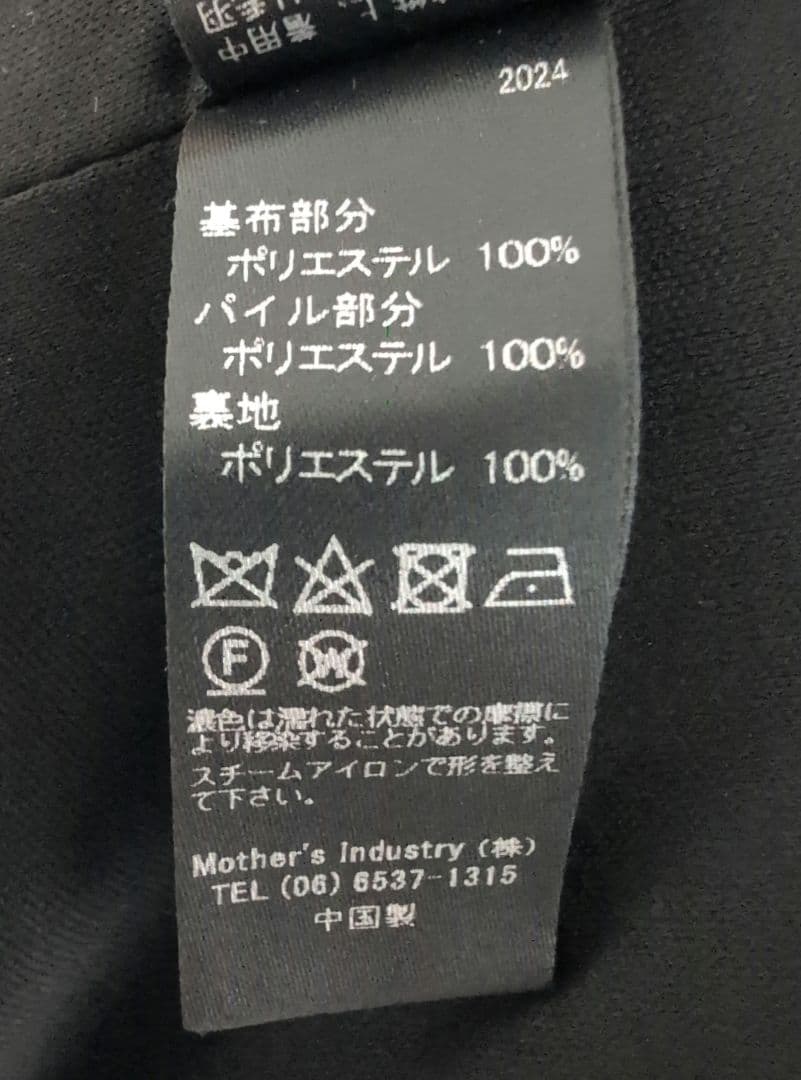 着用中
2024
基布部分
ポリエステル 100%
パイル部分
ポリエステル 100%
裏地
ポリエステル 100%
F
W
濃色は濡れた状態での摩擦に
より移染することがあります。
スチームアイロンで形を整え
て下さい。
Mother's Industry (株)
TEL (06) 6537-1315
中国製